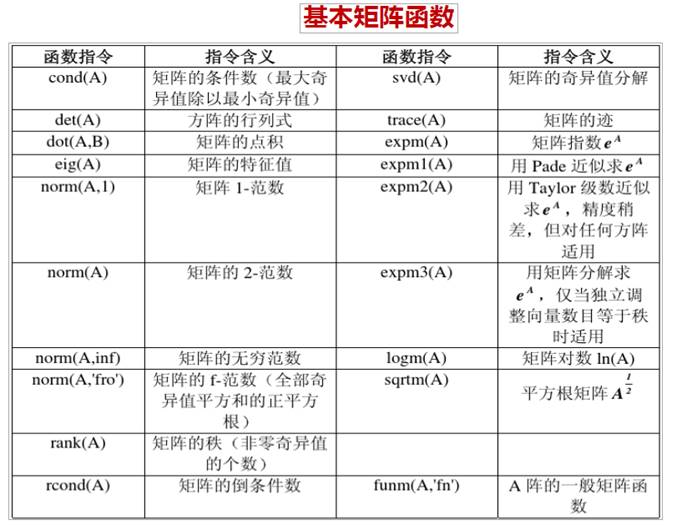 基本矩阵函数
函数指令 指令含义 函数指令 指令含义
cond(A) 矩阵的条件数（最大奇 svd(A) 矩阵的奇异值分解
异值除以最小奇异值）
det(A) 方阵的行列式 trace(A) 矩阵的迹
dot(A,B) 矩阵的点积 expm(A) 矩阵指数 e^A
eig(A) 矩阵的特征值 expm1(A) 用 Pade 近似求 e^A
norm(A,1) 矩阵 1-范数 expm2(A) 用 Taylor 级数近似
求 e^A，精度稍
差，但对任何方阵
适用
norm(A) 矩阵的 2-范数 expm3(A) 用矩阵分解求
e^A，仅当独立调
整向量数目等于秩
时适用
norm(A,inf) 矩阵的无穷范数 logm(A) 矩阵对数 ln(A)
norm(A,'fro') 矩阵的 f-范数（全部奇 sqrtm(A) 平方根矩阵 A^1/2
异值平方和的正平方
根）
rank(A) 矩阵的秩（非零奇异值
的个数）
rcond(A) 矩阵的倒条件数 funm(A,'fn') A 阵的一般矩阵函
数